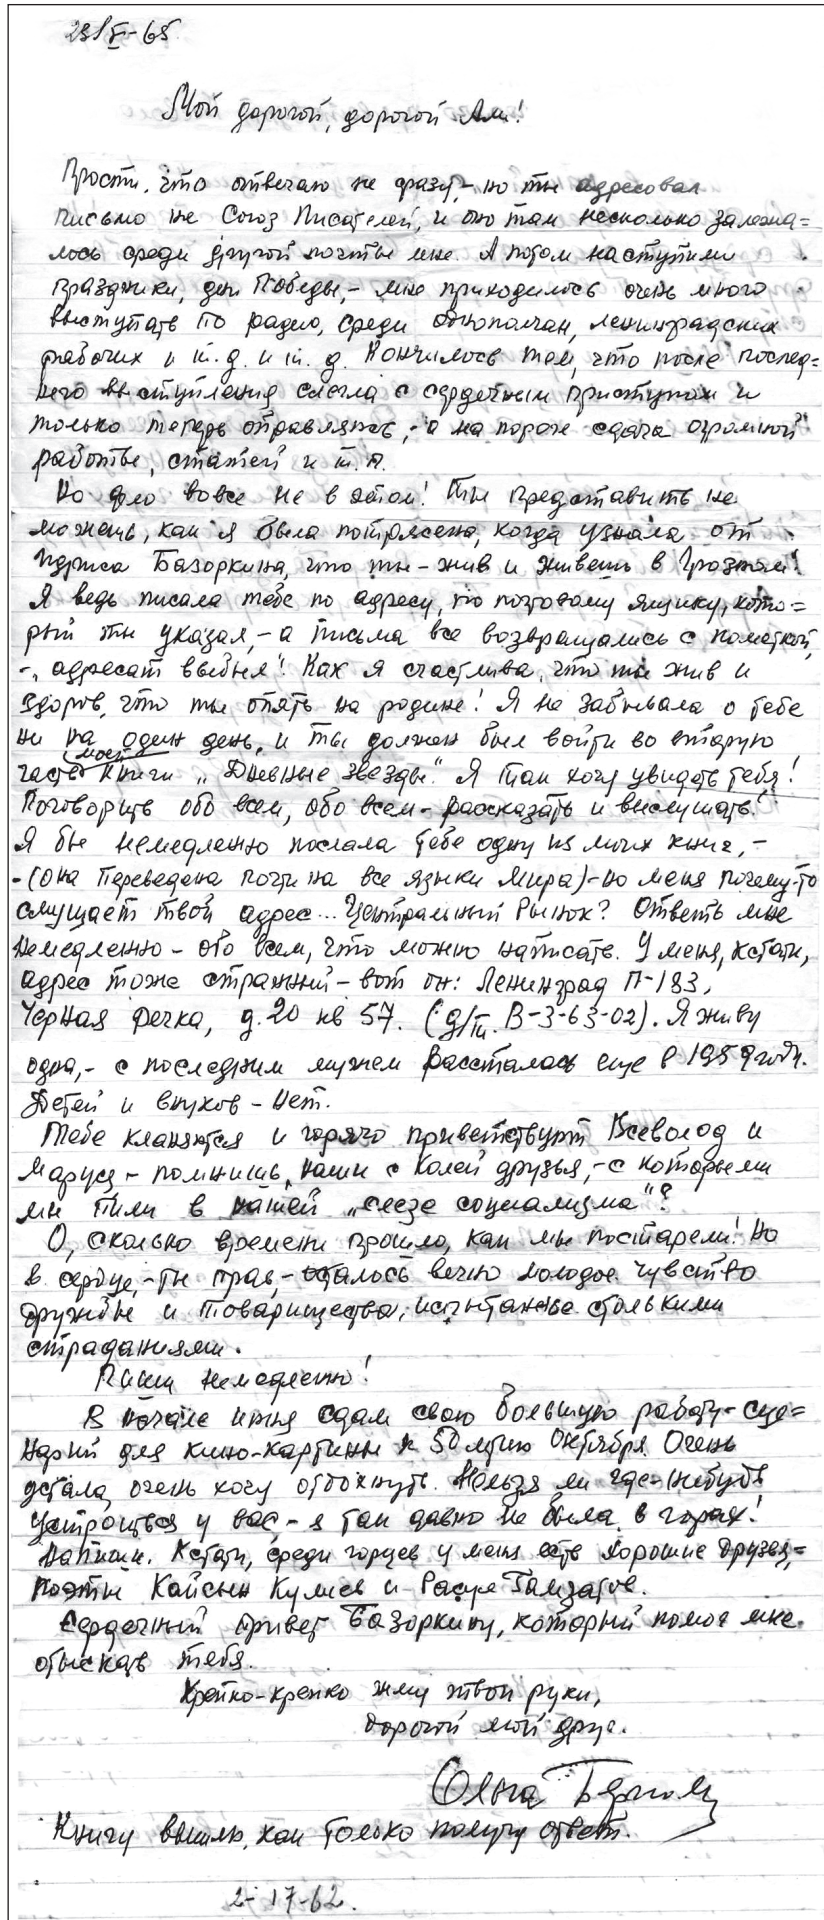 23/V-65.
Мой дорогой, дорогой Али!
Прости, что отвечаю не сразу,- но ты адресовал
письмо на Союз Писателей, и оно там несколько залежа=
лось среди другой почты мне. А потом наступили
праздники, дни Победы,- мне приходилось очень много
выступать по радио, среди однополчан, ленинградских
рабочих и т.д. и т.д. Кончилось тем, что после послед=
него выступления слегла с сердечным приступом и
только теперь оправляюсь,- а на пороге сдача огромной
работы, статей и т.п.
Но дело вовсе не в этом! Ты представить не
можешь, как я была потрясена, когда узнала от
Идриса Базоркина, что ты - жив и живешь в Грозном!
Я ведь писала тебе по адресу, по почтовому ящику, кото=
рый ты указал,- а письма все возвращались с пометкой,
-„адресат выбыл"! Как я счастлива, что ты жив и
здоров, что ты опять на родине! Я не забывала о тебе
ни на один день, и ты должен был войти во вторую
часть моей книги „Дневные звезды". Я так хочу увидеть тебя!
Поговорить обо всем, обо всем - рассказать и выслушать!
Я бы немедленно послала тебе одну из моих книг,-
-(она переведена почти на все языки мира)-но меня почему-то
смущает твой адрес... Центральный Рынок? Ответь мне
немедленно - обо всем, что можно написать. У меня, кстати,
адрес тоже странный - вот он: Ленинград П-183,
Черная речка, д.20 кв 57. (д/т. В-3-63-02). Я живу
одна,- с последним мужем рассталась еще в 1959 году.
Детей и внуков - нет.
Тебе кланяются и горячо приветствуют Всеволод и
Маруся - помнишь, наши с Колей друзья,- с которыми
мы пили в нашей „слезе социализма"?
О, сколько времени прошло, как мы постарели! Но
в сердце,- ты прав,- осталось вечно молодое чувство
дружбы и товарищества, испытанное столькими
страданиями.
Пиши немедленно!
В начале июня сдам свою большую работу - сце=
нарий для кино-картины к 50 летию Октября. Очень
устала, очень хочу отдохнуть. Нельзя ли где-нибудь
устроиться у вас,- я так давно не была в горах!
Напиши. Кстати, среди горцев у меня есть хорошие друзья,=
поэты Кайсын Кулиев и Расул Гамзатов.
Сердечный привет Базоркину, который помог мне
отыскать тебя.
Крепко-крепко жму твои руки,
дорогой мой друг.
Ольга Берггольц
Книгу вышлю, как только получу ответ.
2-17-62.